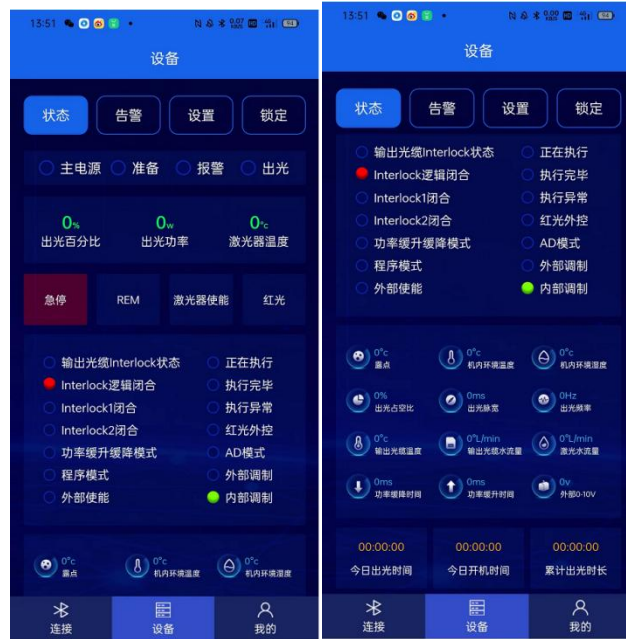 13:51
0.07 KB/s HD 4G 94
设备
状态 告警 设置 锁定
主电源 准备 报警 出光
0% 0w 0°c
出光百分比 出光功率 激光器温度
急停 REM 激光器使能 红光
输出光缆Interlock状态 正在执行
Interlock逻辑闭合 执行完毕
Interlock1闭合 执行异常
Interlock2闭合 红光外控
功率缓升缓降模式 AD模式
程序模式 外部调制
外部使能 内部调制
0°c 0°c 0°c
露点 机内环境温度 机内环境湿度
连接 设备 我的
13:51
0.00 KB/s HD 4G 94
设备
状态 告警 设置 锁定
输出光缆Interlock状态 正在执行
Interlock逻辑闭合 执行完毕
Interlock1闭合 执行异常
Interlock2闭合 红光外控
功率缓升缓降模式 AD模式
程序模式 外部调制
外部使能 内部调制
0°c 0°c 0°c
露点 机内环境温度 机内环境湿度
0% 0ms 0Hz
出光占空比 出光脉宽 出光频率
0°c 0°L/min 0°L/min
输出光缆温度 输出光缆水流量 激光水流量
0ms 0ms 0v
功率缓降时间 功率缓升时间 外部0-10V
00:00:00 00:00:00 00:00:00
今日出光时间 今日开机时间 累计出光时长
连接 设备 我的